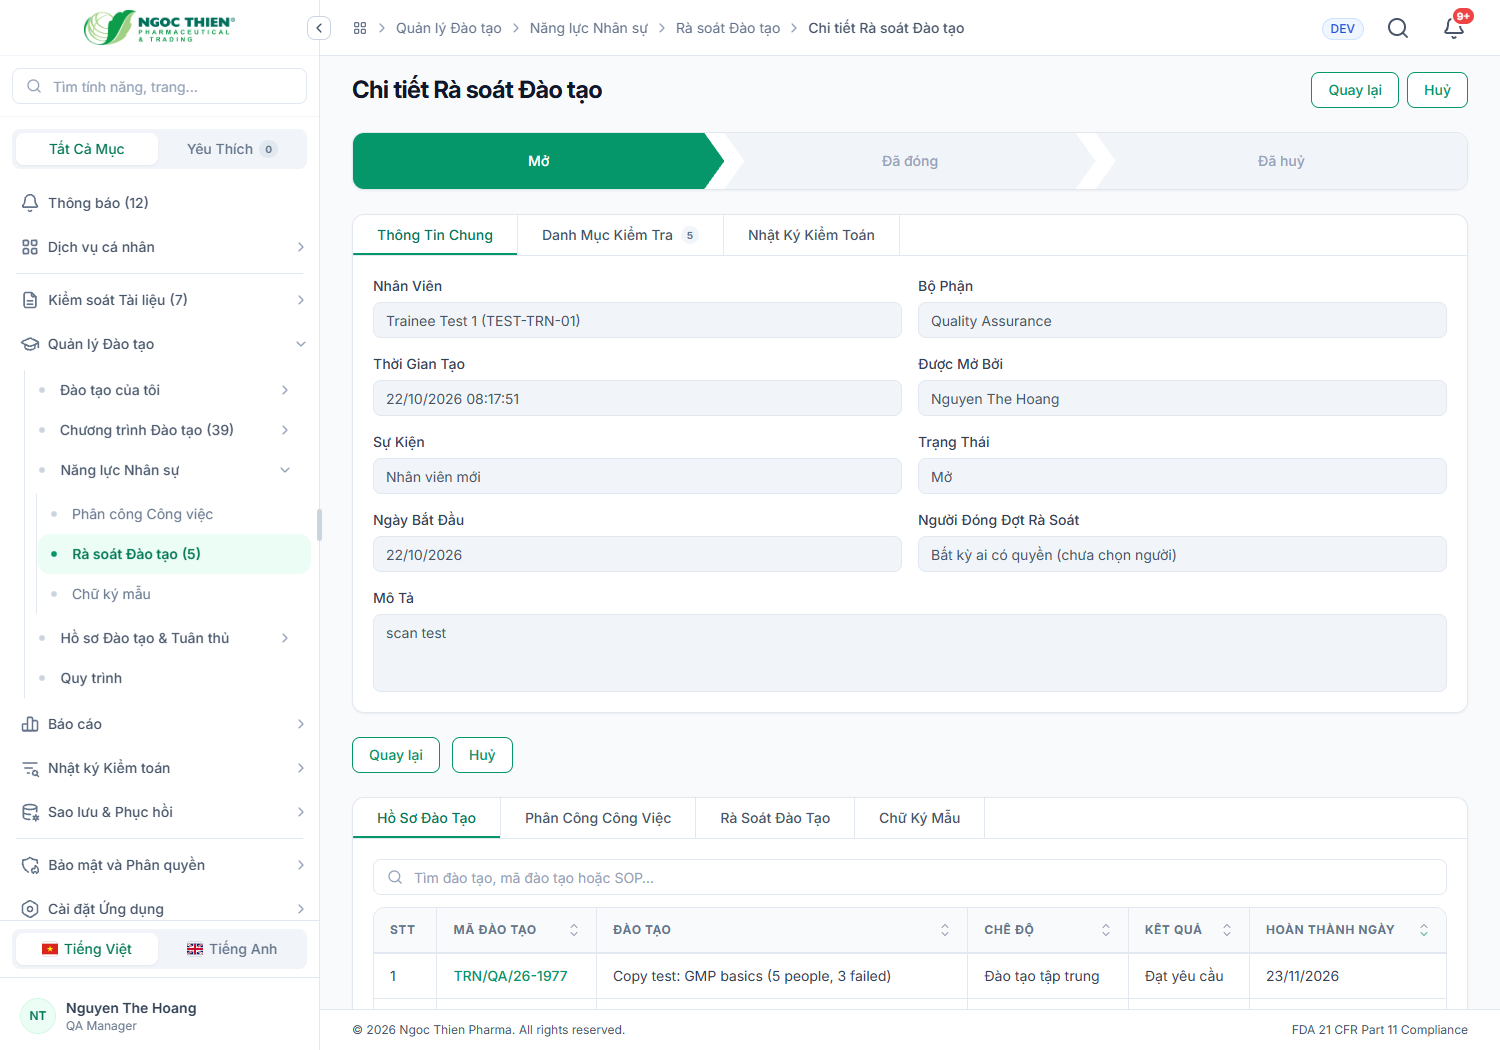 NGOC THIEN®
PHARMACEUTICAL
& TRADING
Quản lý Đào tạo
Năng lực Nhân sự
Rà soát Đào tạo
Chi tiết Rà soát Đào tạo
DEV
9+
Tìm tính năng, trang...
Tất Cả Mục
Yêu Thích 0
Thông báo (12)
Dịch vụ cá nhân
Kiểm soát Tài liệu (7)
Quản lý Đào tạo
Đào tạo của tôi
Chương trình Đào tạo (39)
Năng lực Nhân sự
Phân công Công việc
Rà soát Đào tạo (5)
Chữ ký mẫu
Hồ sơ Đào tạo & Tuân thủ
Quy trình
Báo cáo
Nhật ký Kiểm toán
Sao lưu & Phục hồi
Bảo mật và Phân quyền
Cài đặt Ứng dụng
Tiếng Việt
Tiếng Anh
NT
Nguyen The Hoang
QA Manager
Chi tiết Rà soát Đào tạo
Quay lại
Huỷ
Mở
Đã đóng
Đã huỷ
Thông Tin Chung
Danh Mục Kiểm Tra 5
Nhật Ký Kiểm Toán
Nhân Viên
Trainee Test 1 (TEST-TRN-01)
Bộ Phận
Quality Assurance
Thời Gian Tạo
22/10/2026 08:17:51
Được Mở Bởi
Nguyen The Hoang
Sự Kiện
Nhân viên mới
Trạng Thái
Mở
Ngày Bắt Đầu
22/10/2026
Người Đóng Đợt Rà Soát
Bất kỳ ai có quyền (chưa chọn người)
Mô Tả
scan test
Quay lại
Huỷ
Hồ Sơ Đào Tạo
Phân Công Công Việc
Rà Soát Đào Tạo
Chữ Ký Mẫu
Tìm đào tạo, mã đào tạo hoặc SOP...
STT
MÃ ĐÀO TẠO
ĐÀO TẠO
CHẾ ĐỘ
KẾT QUẢ
HOÀN THÀNH NGÀY
1
TRN/QA/26-1977
Copy test: GMP basics (5 people, 3 failed)
Đào tạo tập trung
Đạt yêu cầu
23/11/2026
© 2026 Ngoc Thien Pharma. All rights reserved.
FDA 21 CFR Part 11 Compliance